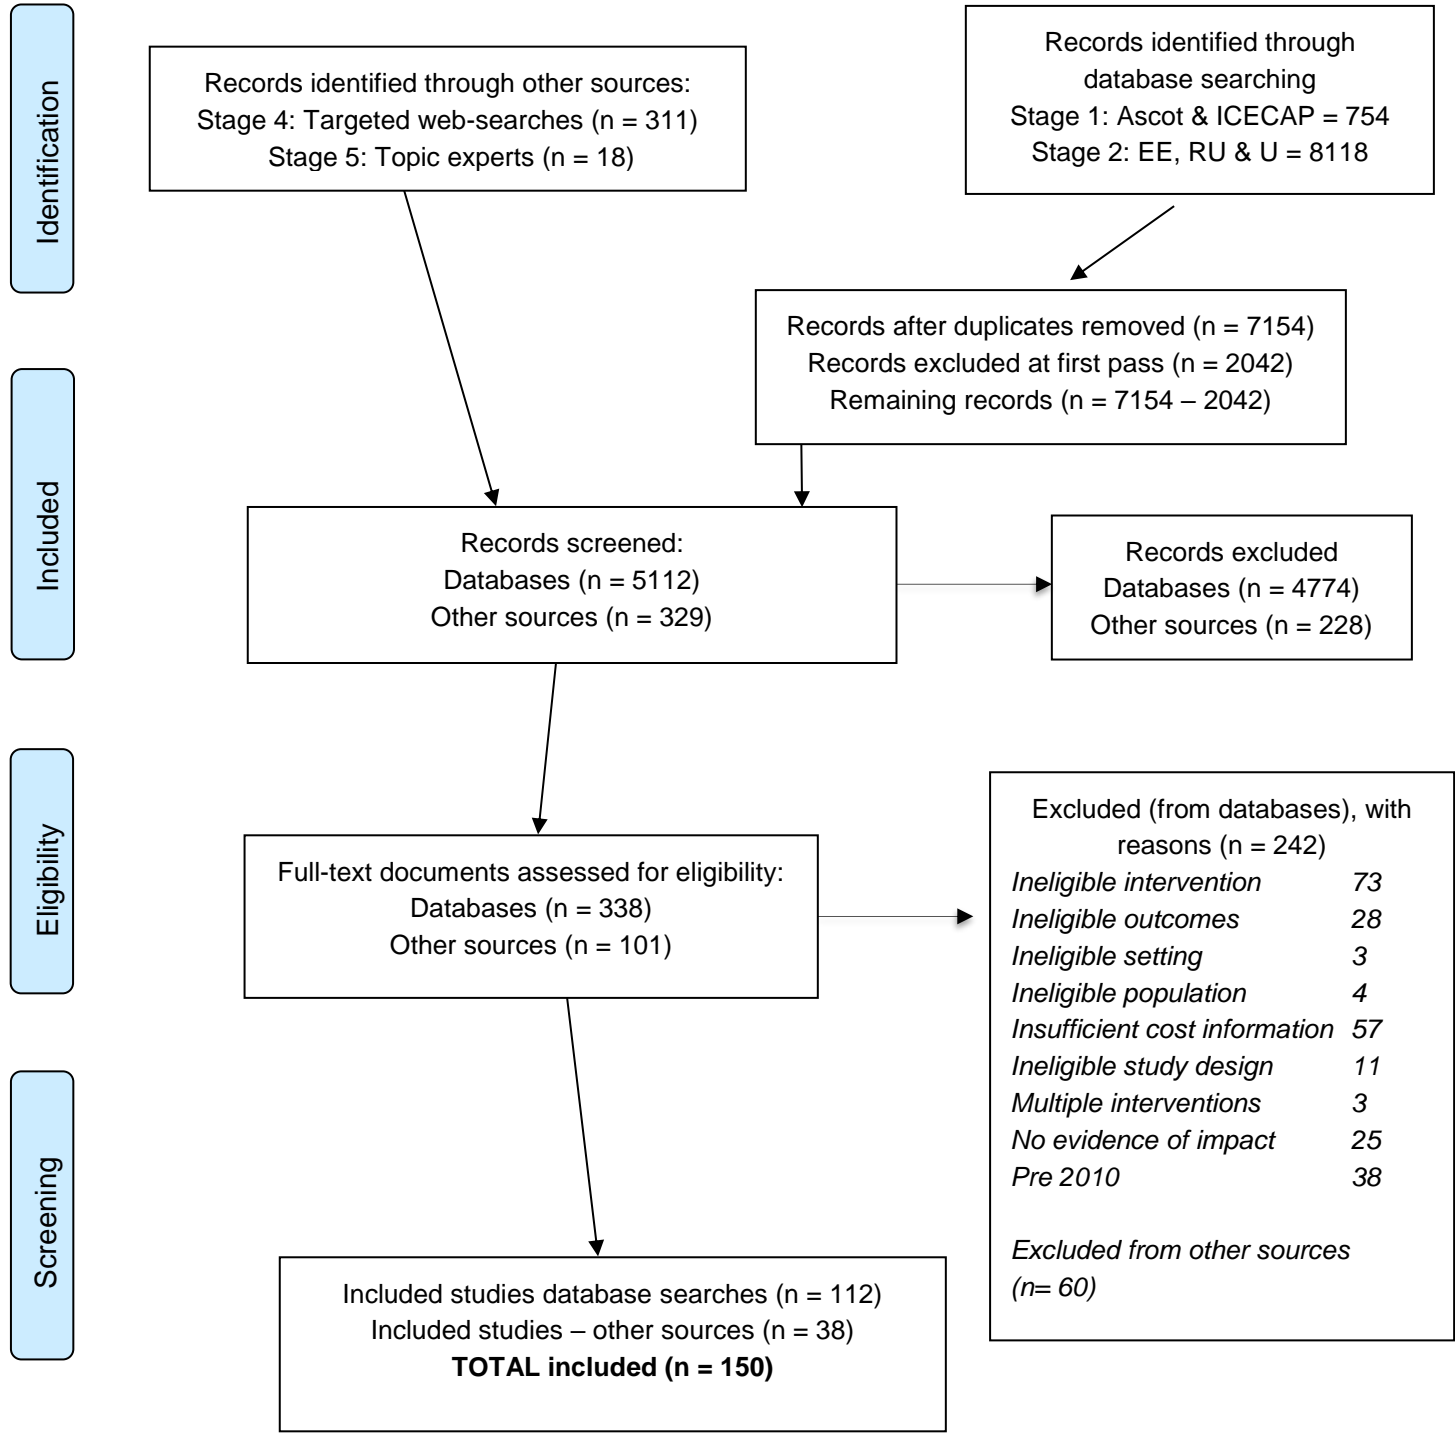 Identification
Records identified through other sources:
Stage 4: Targeted web-searches (n = 311)
Stage 5: Topic experts (n = 18)
Records identified through
database searching
Stage 1: Ascot & ICECAP = 754
Stage 2: EE, RU & U = 8118
Records after duplicates removed (n = 7154)
Records excluded at first pass (n = 2042)
Remaining records (n = 7154 – 2042)
Included
Records screened:
Databases (n = 5112)
Other sources (n = 329)
Records excluded
Databases (n = 4774)
Other sources (n = 228)
Eligibility
Full-text documents assessed for eligibility:
Databases (n = 338)
Other sources (n = 101)
Excluded (from databases), with
reasons (n = 242)
Ineligible intervention 73
Ineligible outcomes 28
Ineligible setting 3
Ineligible population 4
Insufficient cost information 57
Ineligible study design 11
Multiple interventions 3
No evidence of impact 25
Pre 2010 38
Excluded from other sources
(n= 60)
Screening
Included studies database searches (n = 112)
Included studies – other sources (n = 38)
TOTAL included (n = 150)